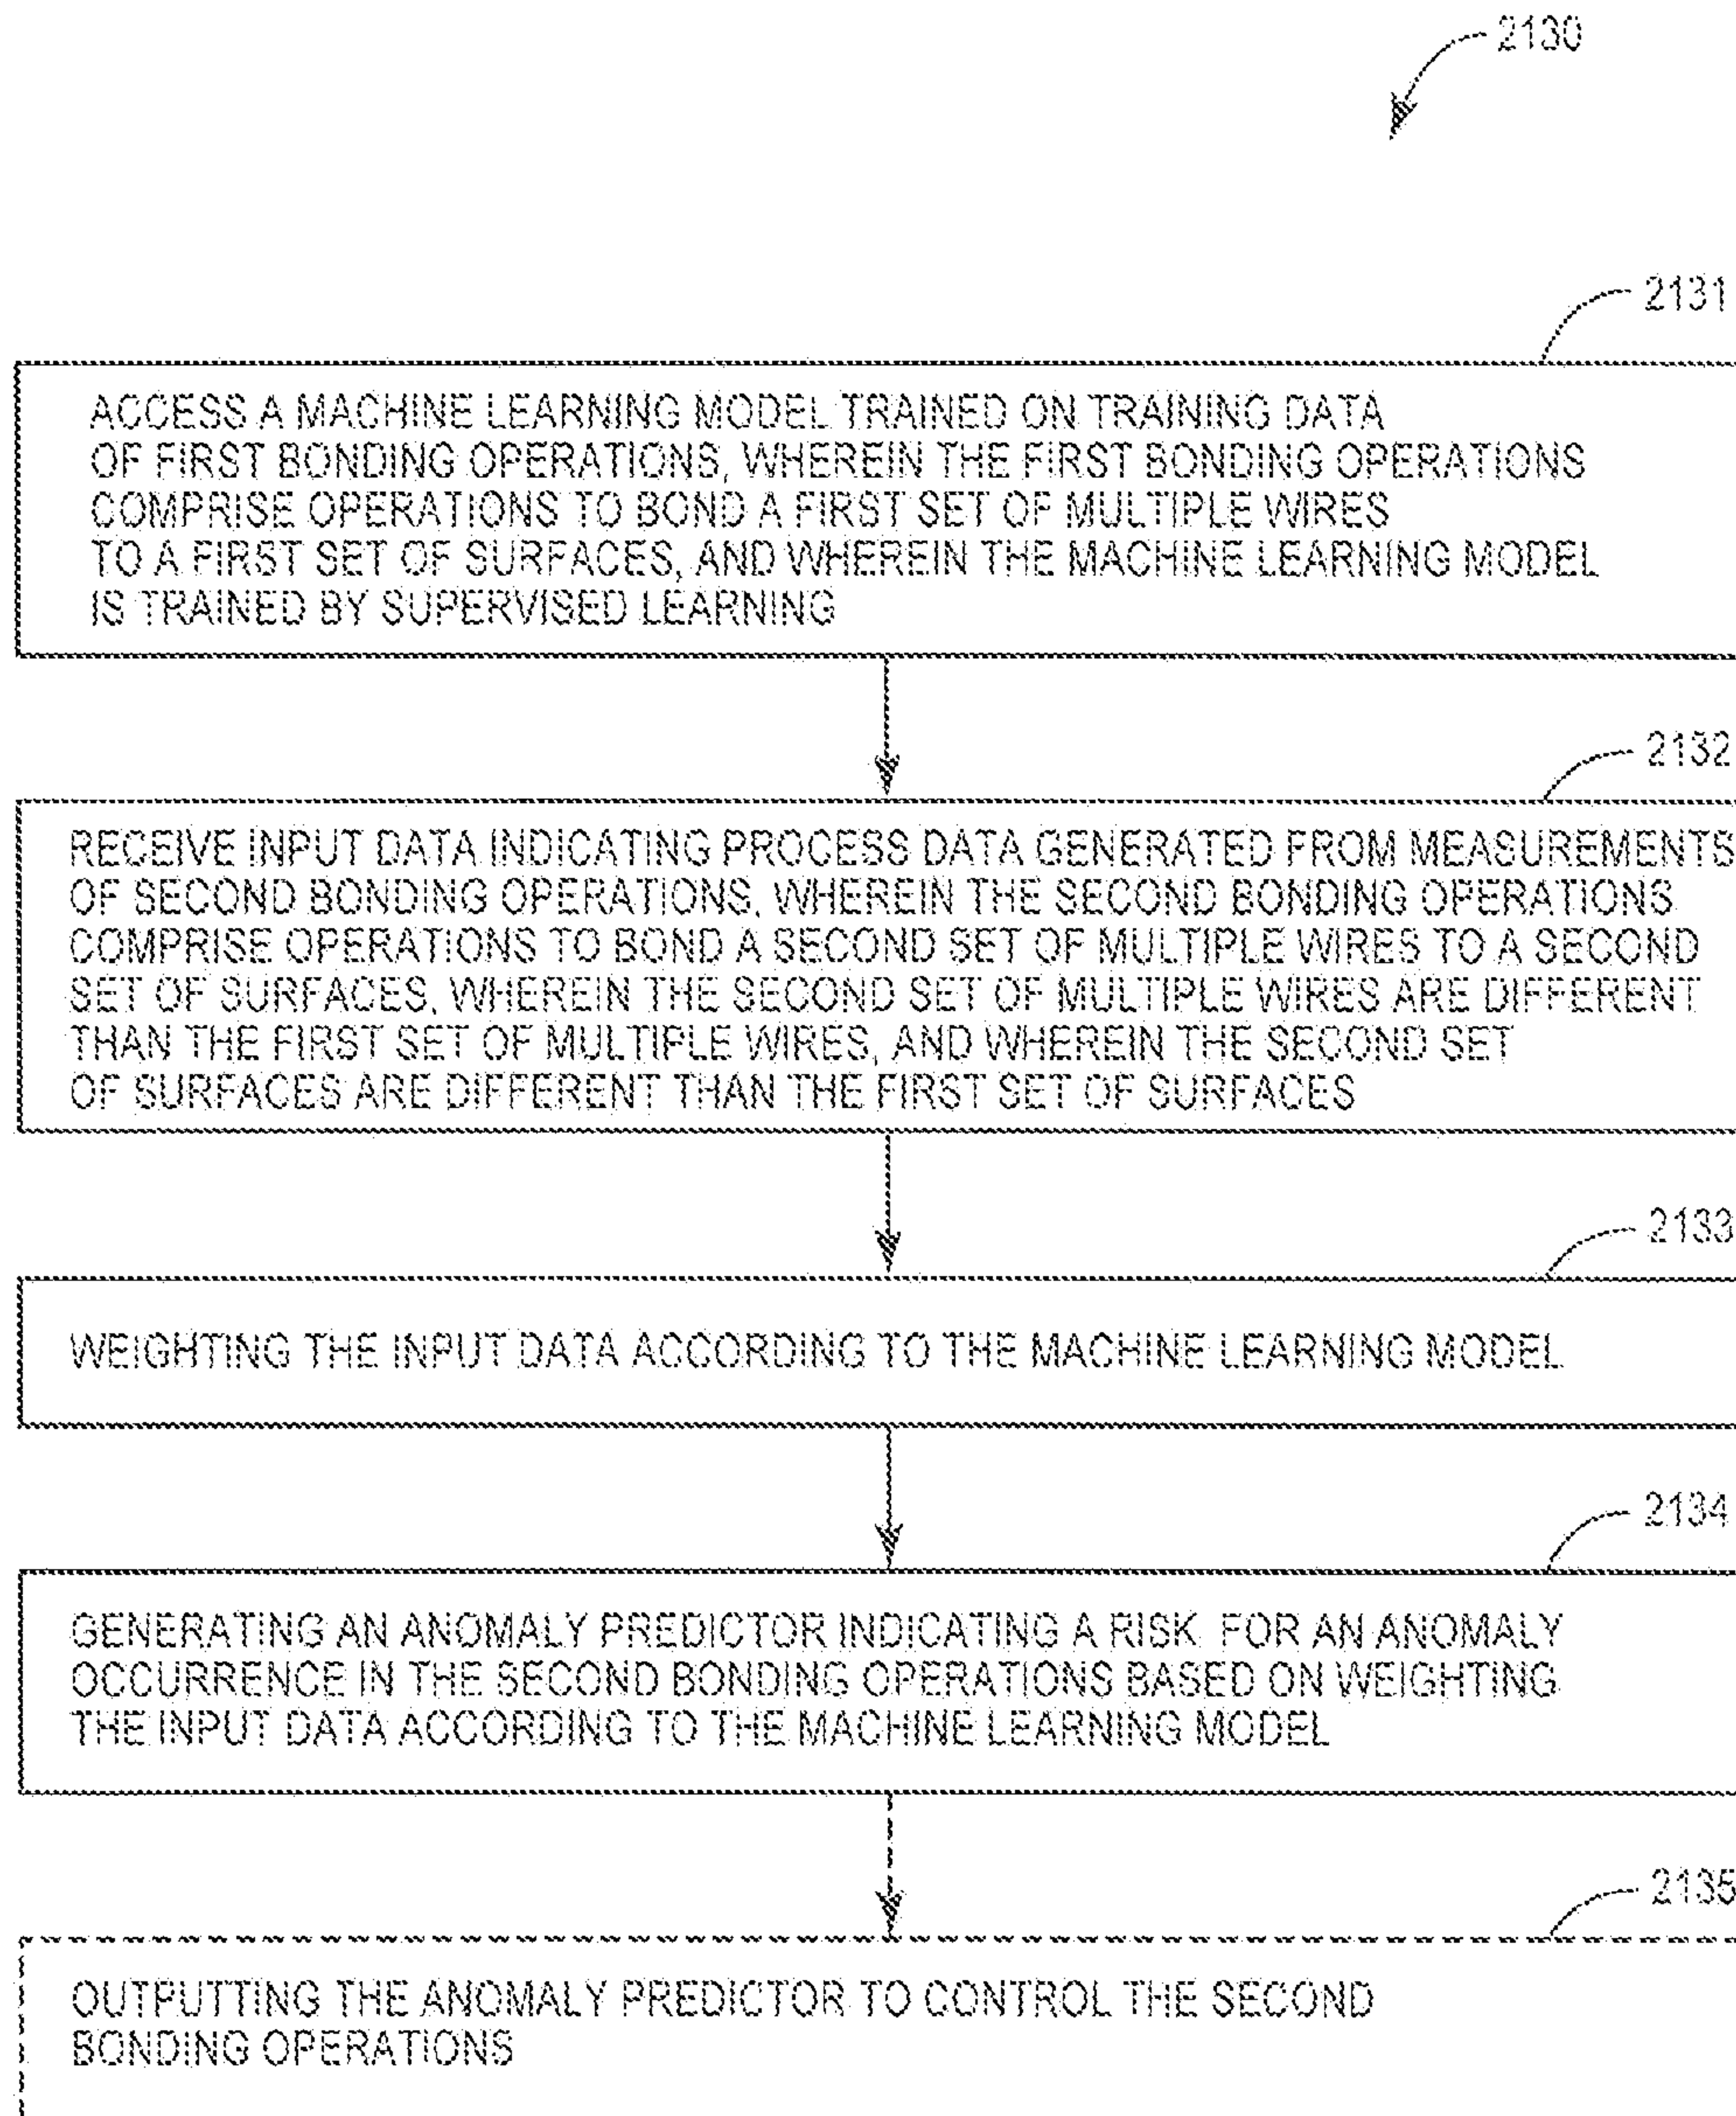 2130
2131
ACCESS A MACHINE LEARNING MODEL TRAINED ON TRAINING DATA
OF FIRST BONDING OPERATIONS, WHEREIN THE FIRST BONDING OPERATIONS
COMPRISE OPERATIONS TO BOND A FIRST SET OF MULTIPLE WIRES
TO A FIRST SET OF SURFACES, AND WHEREIN THE MACHINE LEARNING MODEL
IS TRAINED BY SUPERVISED LEARNING
2132
RECEIVE INPUT DATA INDICATING PROCESS DATA GENERATED FROM MEASUREMENTS
OF SECOND BONDING OPERATIONS, WHEREIN THE SECOND BONDING OPERATIONS
COMPRISE OPERATIONS TO BOND A SECOND SET OF MULTIPLE WIRES TO A SECOND
SET OF SURFACES, WHEREIN THE SECOND SET OF MULTIPLE WIRES ARE DIFFERENT
THAN THE FIRST SET OF MULTIPLE WIRES, AND WHEREIN THE SECOND SET
OF SURFACES ARE DIFFERENT THAN THE FIRST SET OF SURFACES
2133
WEIGHTING THE INPUT DATA ACCORDING TO THE MACHINE LEARNING MODEL
2134
GENERATING AN ANOMALY PREDICTOR INDICATING A RISK FOR AN ANOMALY
OCCURRENCE IN THE SECOND BONDING OPERATIONS BASED ON WEIGHTING
THE INPUT DATA ACCORDING TO THE MACHINE LEARNING MODEL
2135
OUTPUTTING THE ANOMALY PREDICTOR TO CONTROL THE SECOND
BONDING OPERATIONS